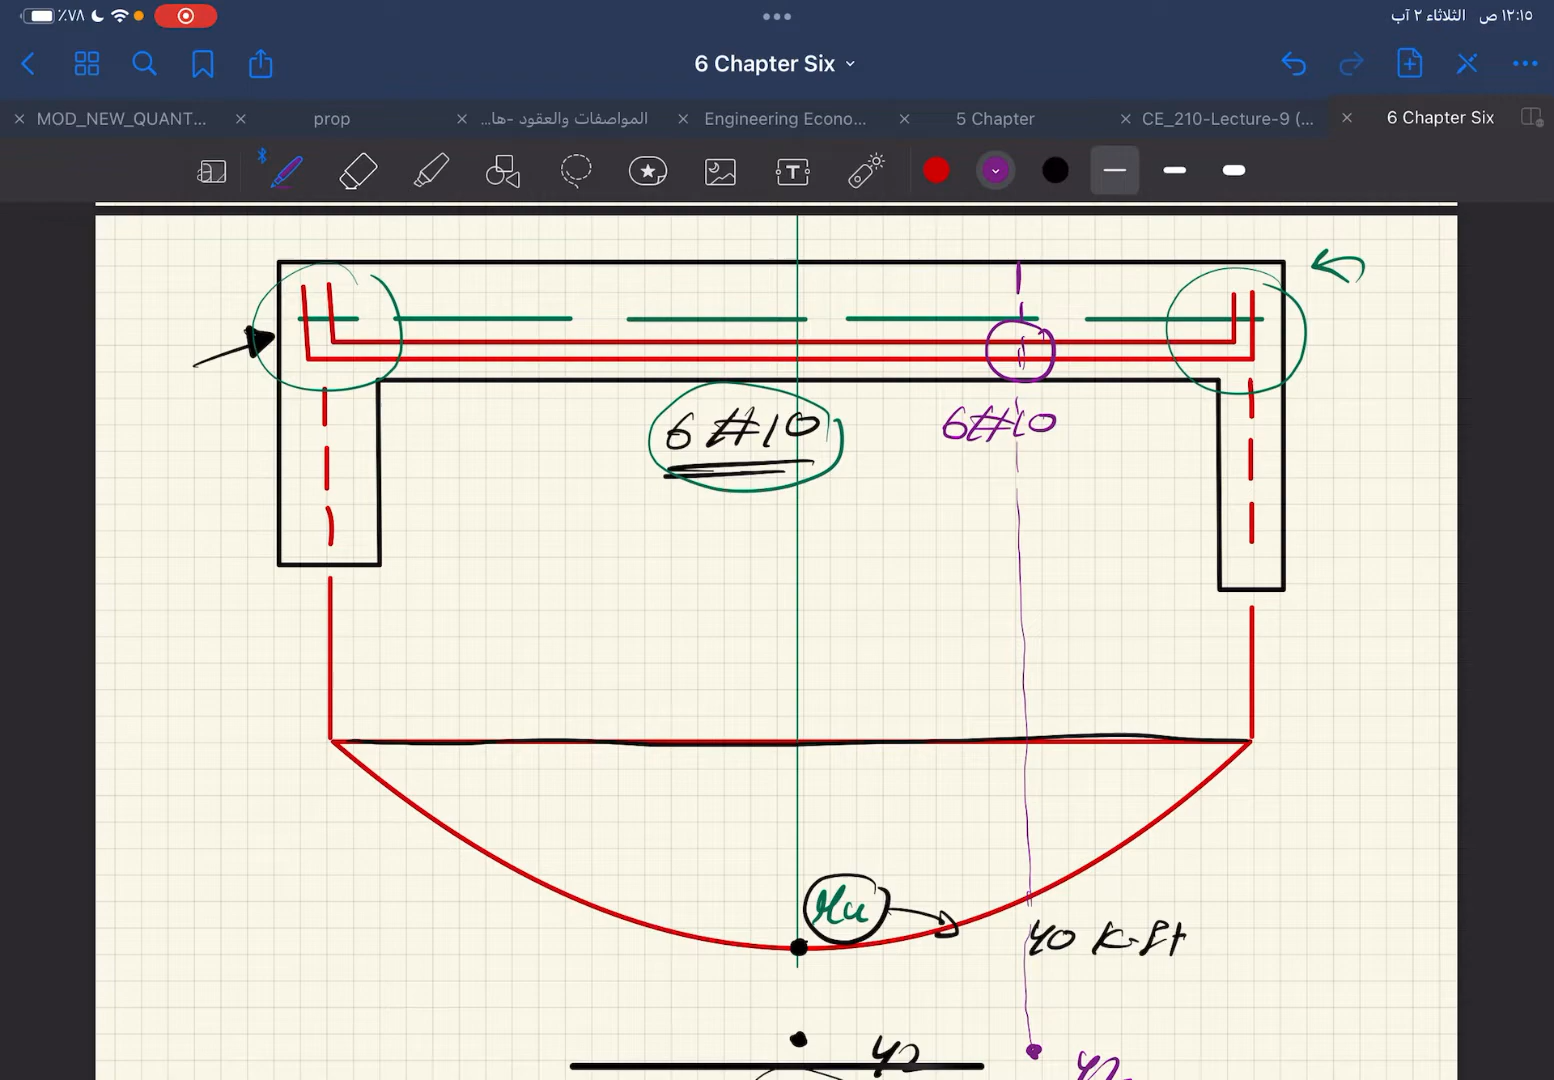 ٪٧٨ ١٢:١٥ ص الثلاثاء ٢ آب
6 Chapter Six
MOD_NEW_QUANT... prop المواصفات والعقود -ها... Engineering Econo... 5 Chapter CE_210-Lecture-9 (... 6 Chapter Six
6 #10 6#10
Mu
40 K-ft